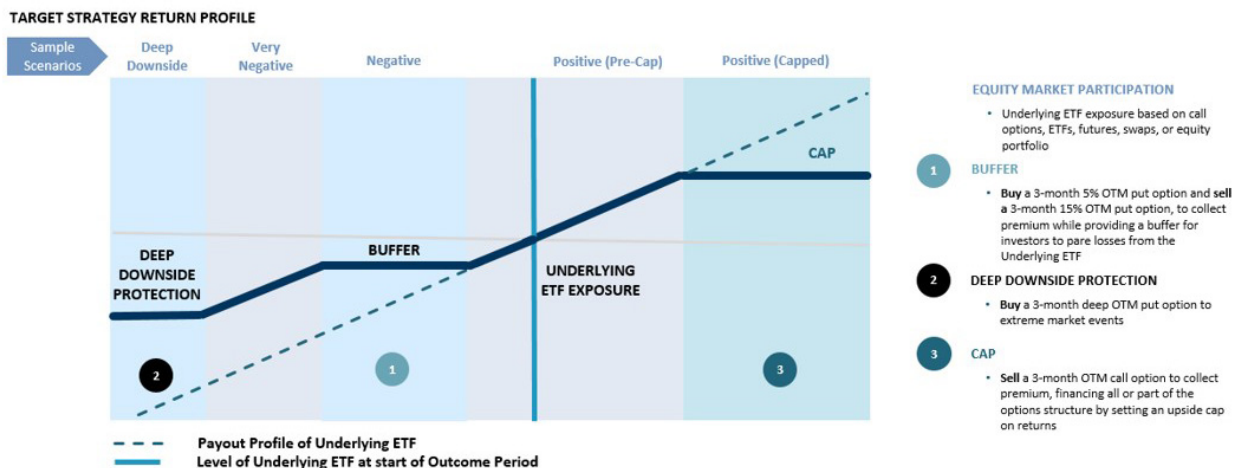 TARGET STRATEGY RETURN PROFILE
Sample
Scenarios
Deep
Downside
Very
Negative
Negative
Positive (Pre-Cap)
Positive (Capped)
CAP
DEEP
DOWNSIDE
PROTECTION
BUFFER
UNDERLYING
ETF EXPOSURE
2
1
3
Payout Profile of Underlying ETF
Level of Underlying ETF at start of Outcome Period
EQUITY MARKET PARTICIPATION
• Underlying ETF exposure based on call
options, ETFs, futures, swaps, or equity
portfolio
1
BUFFER
• Buy a 3-month 5% OTM put option and sell
a 3-month 15% OTM put option, to collect
premium while providing a buffer for
investors to pare losses from the
Underlying ETF
2
DEEP DOWNSIDE PROTECTION
• Buy a 3-month deep OTM put option to
extreme market events
3
CAP
• Sell a 3-month OTM call option to collect
premium, financing all or part of the
options structure by setting an upside cap
on returns